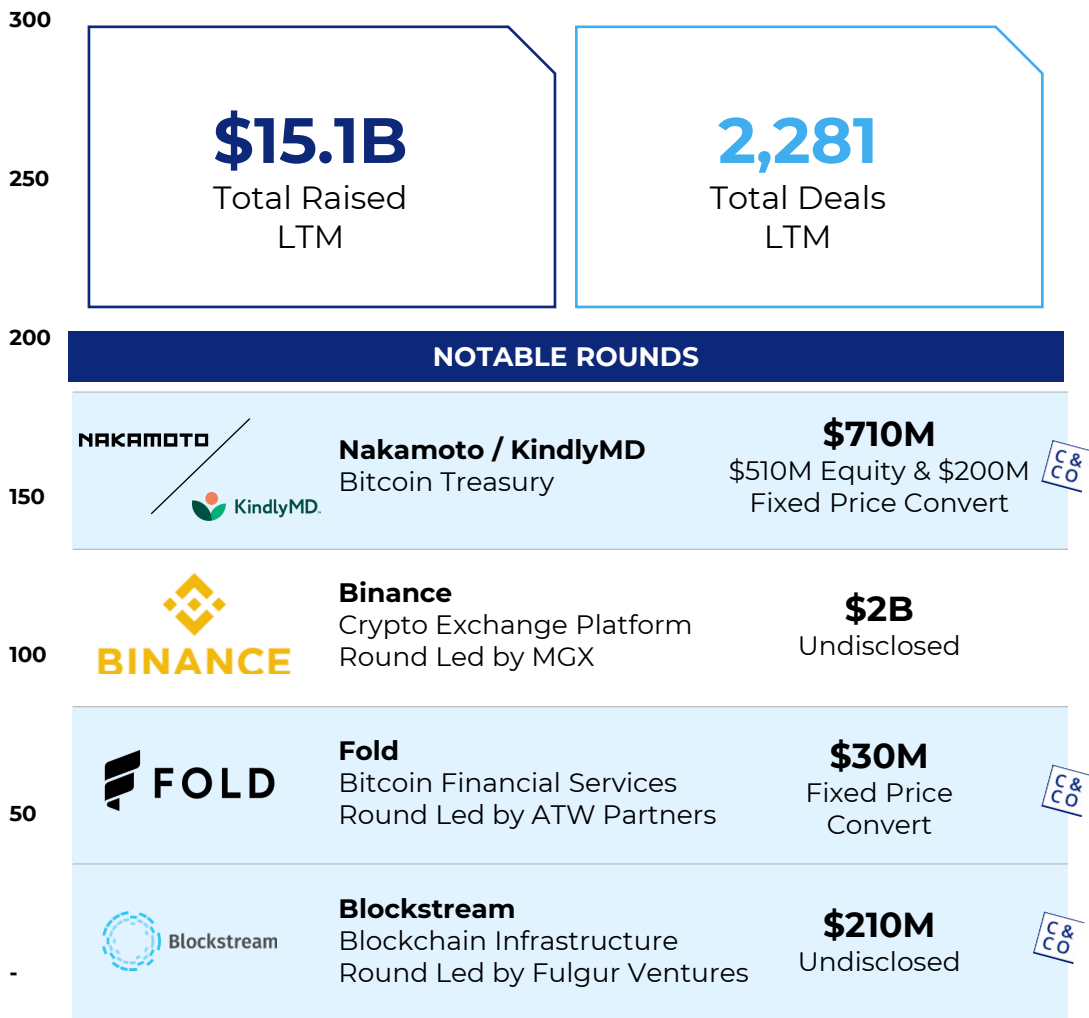 300
250
200
150
100
50
-
$15.1B
Total Raised
LTM
2,281
Total Deals
LTM
NOTABLE ROUNDS
NAKAMOTO
KindlyMD.
Nakamoto / KindlyMD
Bitcoin Treasury
$710M
$510M Equity & $200M
Fixed Price Convert
C &
CO
BINANCE
Binance
Crypto Exchange Platform
Round Led by MGX
$2B
Undisclosed
FOLD
Fold
Bitcoin Financial Services
Round Led by ATW Partners
$30M
Fixed Price
Convert
C &
CO
Blockstream
Blockstream
Blockchain Infrastructure
Round Led by Fulgur Ventures
$210M
Undisclosed
C &
CO